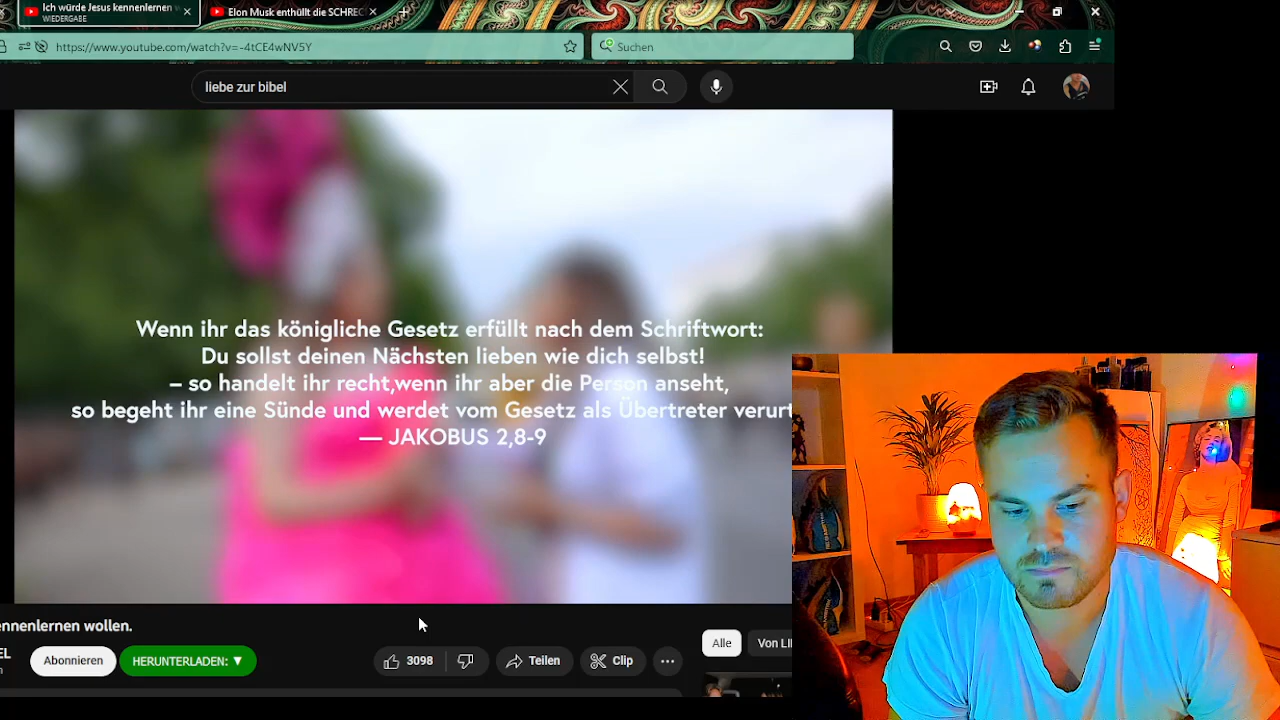 Ich würde Jesus kennenlernen
WIEDERGABE
Elon Musk enthüllt die SCHREC
https://www.youtube.com/watch?v=-4tCE4wNV5Y
Suchen
liebe zur bibel
Wenn ihr das königliche Gesetz erfüllt nach dem Schriftwort:
Du sollst deinen Nächsten lieben wie dich selbst!
– so handelt ihr recht,wenn ihr aber die Person anseht,
so begeht ihr eine Sünde und werdet vom Gesetz als Übertreter verurt
— JAKOBUS 2,8-9
ennenlernen wollen.
EL
Abonnieren
HERUNTERLADEN: ▼
3098
Teilen
Clip
Alle
Von LI